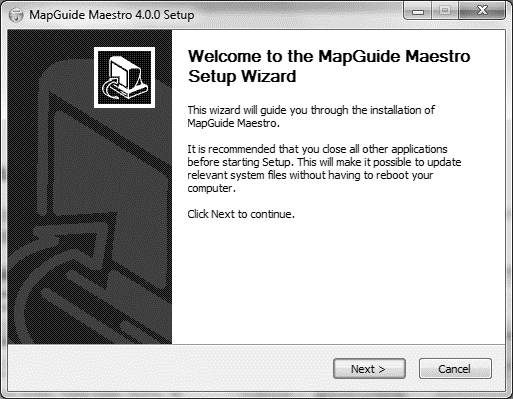 MapGuide Maestro 4.0.0 Setup
Welcome to the MapGuide Maestro
Setup Wizard
This wizard will guide you through the installation of
MapGuide Maestro.
It is recommended that you close all other applications
before starting Setup. This will make it possible to update
relevant system files without having to reboot your
computer.
Click Next to continue.
Next >
Cancel